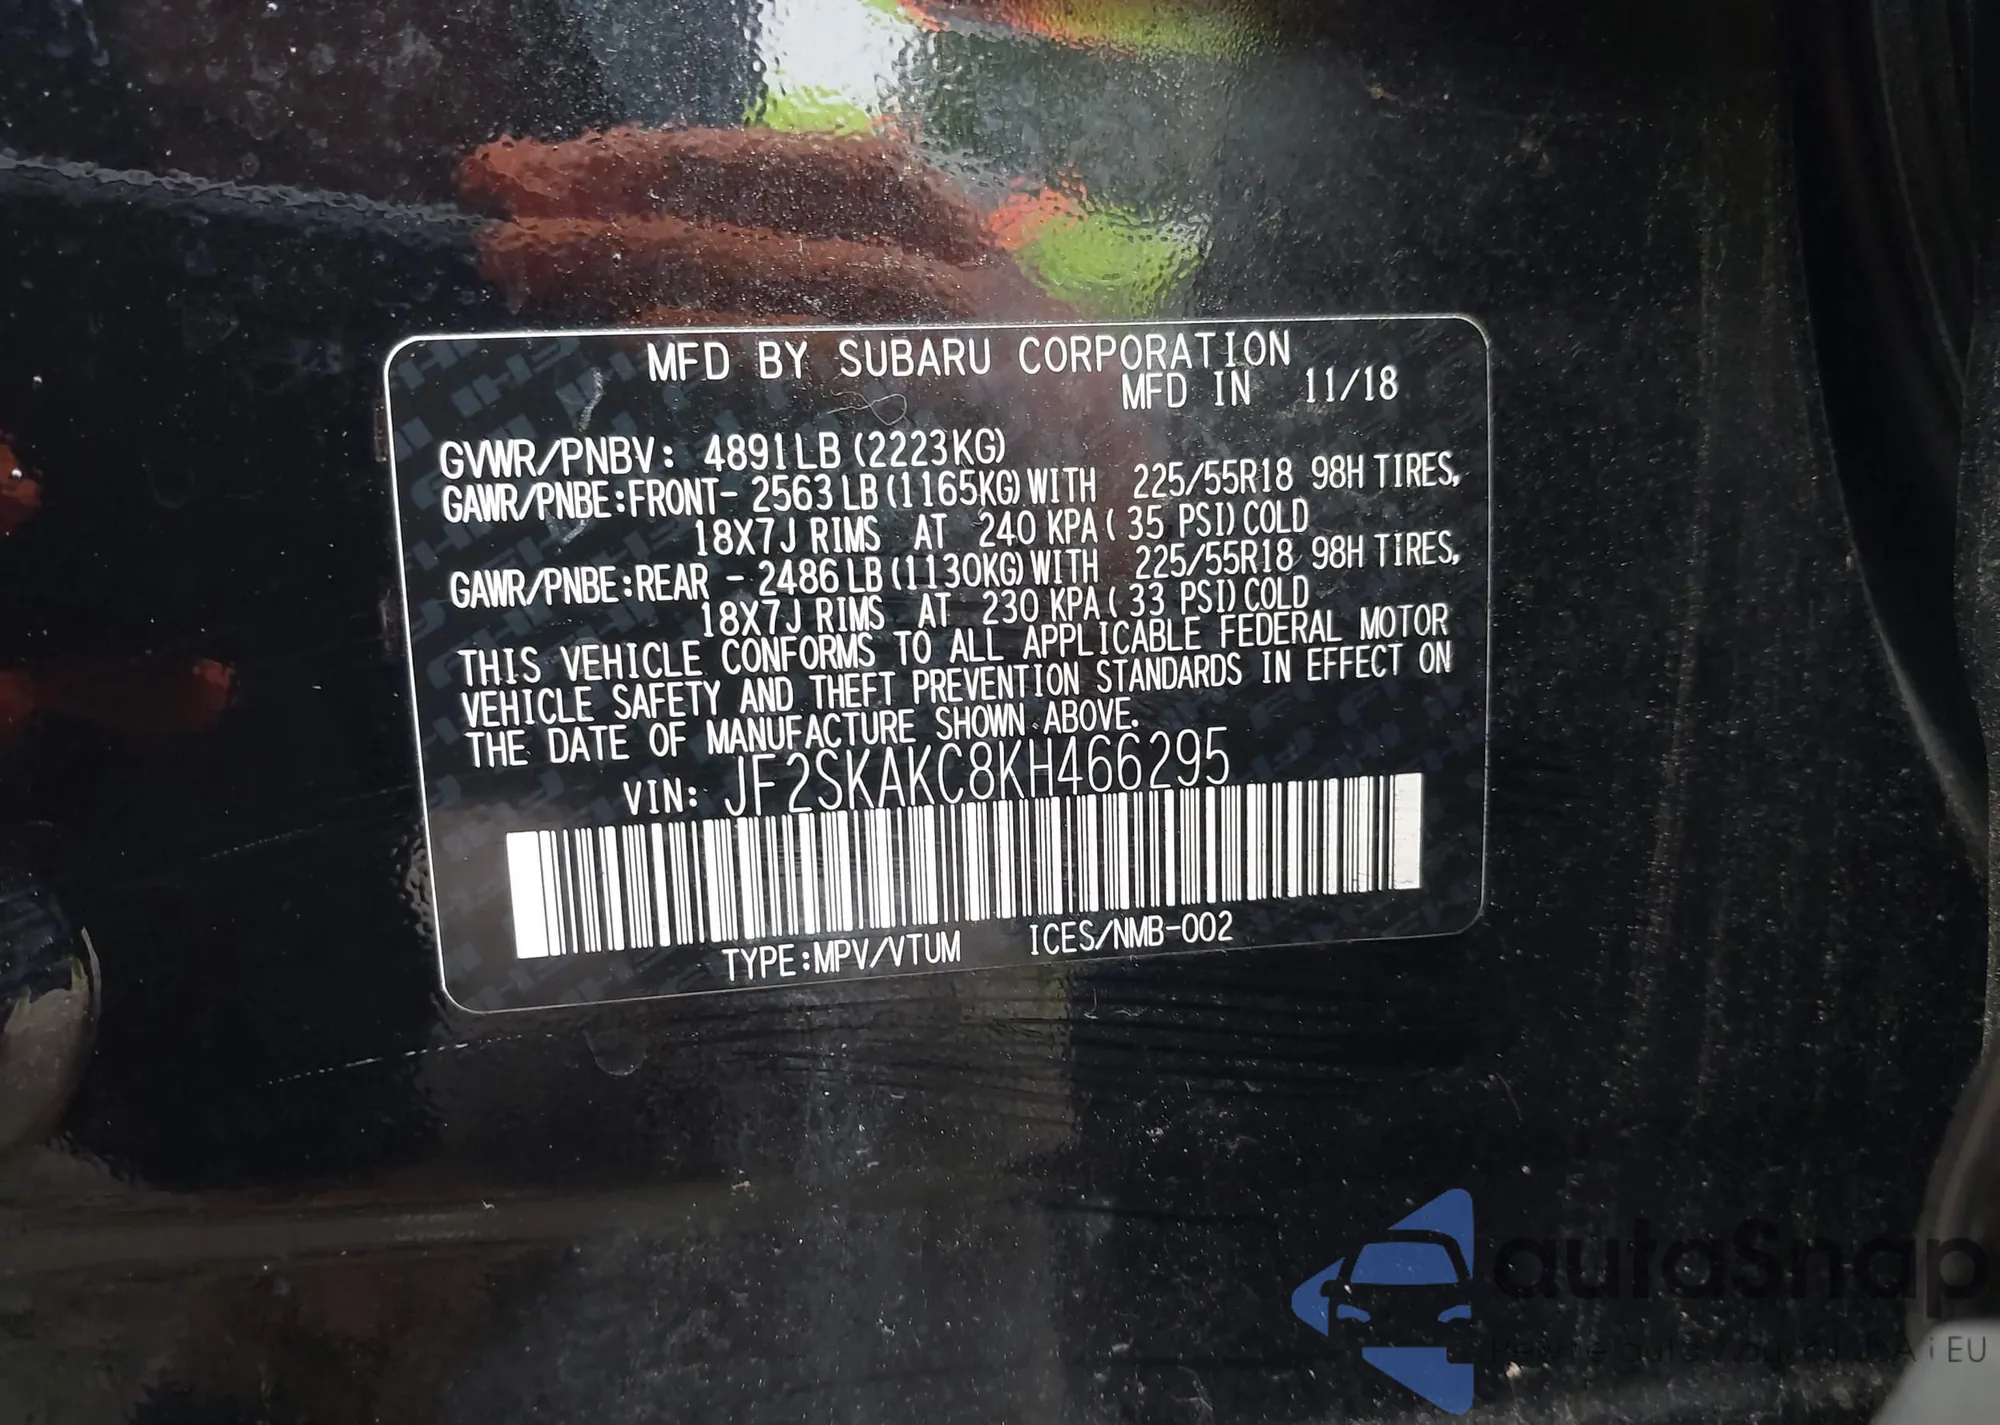 MFD BY SUBARU CORPORATION
MFD IN 11/18
GVWR/PNBV: 4891LB (2223KG)
GAWR/PNBE:FRONT- 2563 LB (1165KG) WITH 225/55R18 98H TIRES,
18X7J RIMS AT 240 KPA ( 35 PSI) COLD
GAWR/PNBE:REAR - 2486 LB (1130KG) WITH 225/55R18 98H TIRES,
18X7J RIMS AT 230 KPA ( 33 PSI) COLD
THIS VEHICLE CONFORMS TO ALL APPLICABLE FEDERAL MOTOR
VEHICLE SAFETY AND THEFT PREVENTION STANDARDS IN EFFECT ON
THE DATE OF MANUFACTURE SHOWN ABOVE.
VIN: JF2SKAKC8KH466295
TYPE:MPV/VTUM ICES/NMB-002
autoSnap
i EU